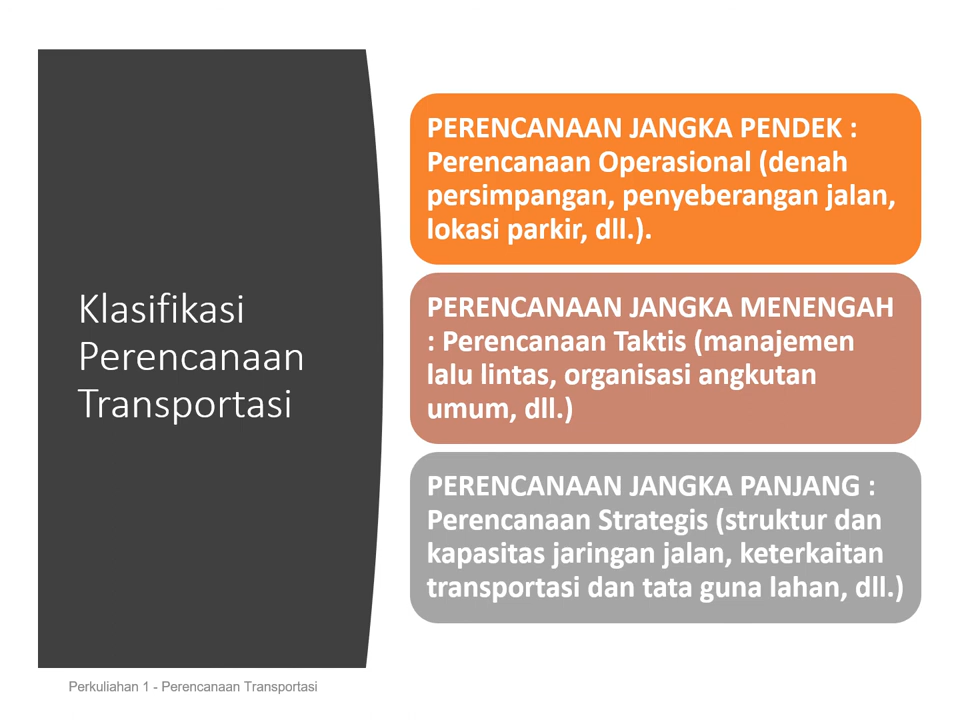 Klasifikasi
Perencanaan
Transportasi
PERENCANAAN JANGKA PENDEK :
Perencanaan Operasional (denah
persimpangan, penyeberangan jalan,
lokasi parkir, dll.).
PERENCANAAN JANGKA MENENGAH
: Perencanaan Taktis (manajemen
lalu lintas, organisasi angkutan
umum, dll.)
PERENCANAAN JANGKA PANJANG :
Perencanaan Strategis (struktur dan
kapasitas jaringan jalan, keterkaitan
transportasi dan tata guna lahan, dll.)
Perkuliahan 1 - Perencanaan Transportasi